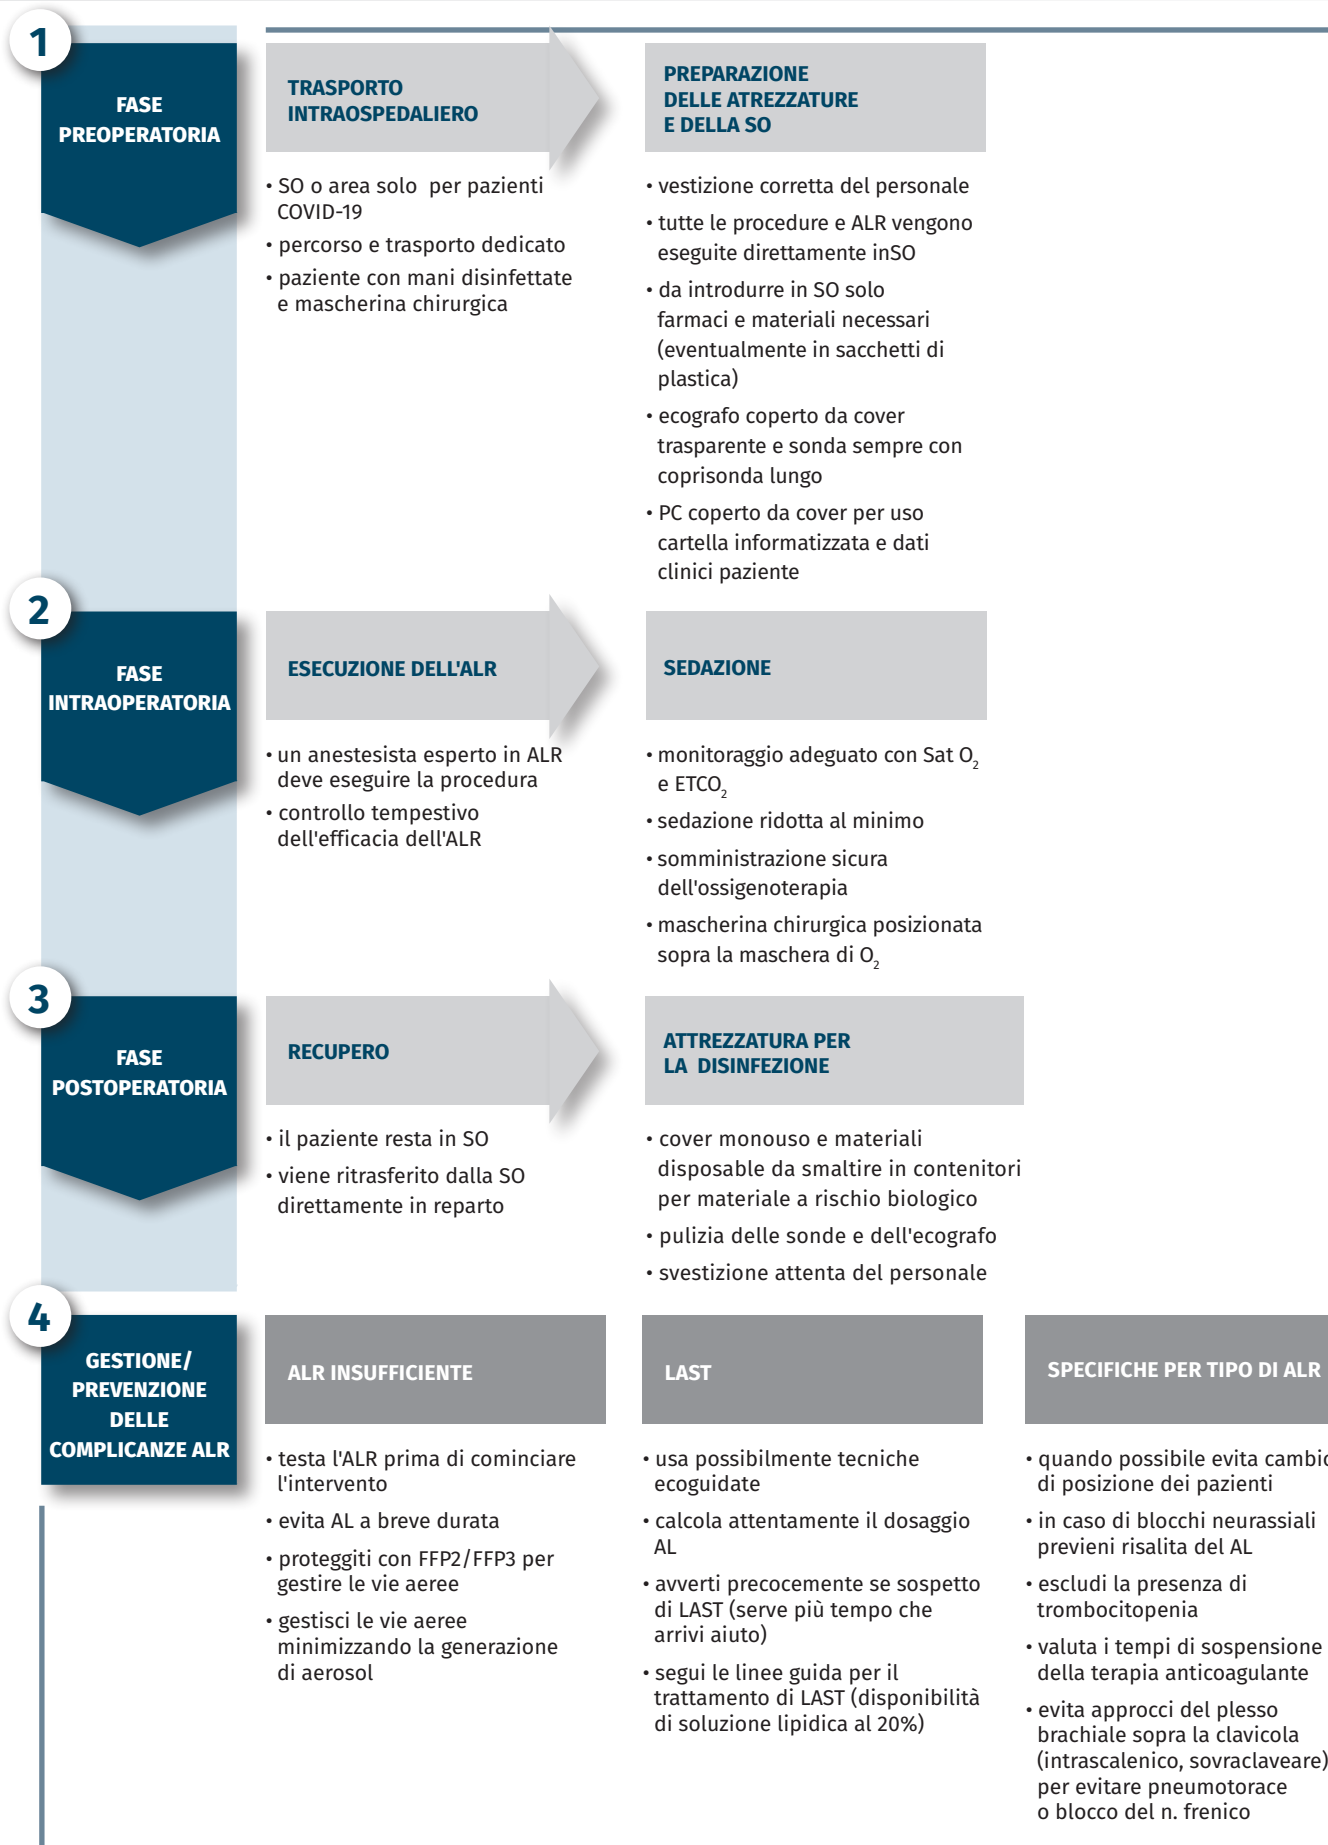 1
FASE
PREOPERATORIA
TRASPORTO
INTRAOSPEDALIERO
• SO o area solo per pazienti
COVID-19
• percorso e trasporto dedicato
• paziente con mani disinfettate
e mascherina chirurgica
PREPARAZIONE
DELLE ATREZZATURE
E DELLA SO
• vestizione corretta del personale
• tutte le procedure e ALR vengono
eseguite direttamente inSO
• da introdurre in SO solo
farmaci e materiali necessari
(eventualmente in sacchetti di
plastica)
• ecografo coperto da cover
trasparente e sonda sempre con
coprisonda lungo
• PC coperto da cover per uso
cartella informatizzata e dati
clinici paziente
2
FASE
INTRAOPERATORIA
ESECUZIONE DELL'ALR
• un anestesista esperto in ALR
deve eseguire la procedura
• controllo tempestivo
dell'efficacia dell'ALR
SEDAZIONE
• monitoraggio adeguato con Sat O₂
e ETCO₂
• sedazione ridotta al minimo
• somministrazione sicura
dell'ossigenoterapia
• mascherina chirurgica posizionata
sopra la maschera di O₂
3
FASE
POSTOPERATORIA
RECUPERO
• il paziente resta in SO
• viene ritrasferito dalla SO
direttamente in reparto
ATTREZZATURA PER
LA DISINFEZIONE
• cover monouso e materiali
disposable da smaltire in contenitori
per materiale a rischio biologico
• pulizia delle sonde e dell'ecografo
• svestizione attenta del personale
4
GESTIONE/
PREVENZIONE
DELLE
COMPLICANZE ALR
ALR INSUFFICIENTE
• testa l'ALR prima di cominciare
l'intervento
• evita AL a breve durata
• proteggiti con FFP2/FFP3 per
gestire le vie aeree
• gestisci le vie aeree
minimizzando la generazione
di aerosol
LAST
• usa possibilmente tecniche
ecoguidate
• calcola attentamente il dosaggio
AL
• avverti precocemente se sospetto
di LAST (serve più tempo che
arrivi aiuto)
• segui le linee guida per il
trattamento di LAST (disponibilità
di soluzione lipidica al 20%)
SPECIFICHE PER TIPO DI ALR
• quando possibile evita
di posizione dei pazienti
• in caso di blocchi neurassiali
previeni risalita del AL
• escludi la presenza di
trombocitopenia
• valuta i tempi di sospensione
della terapia anticoagulante
• evita approcci del plesso
brachiale sopra la clavicola
(intrascalenico, sovraclaveare)
per evitare pneumotorace
o blocco del n. frenico